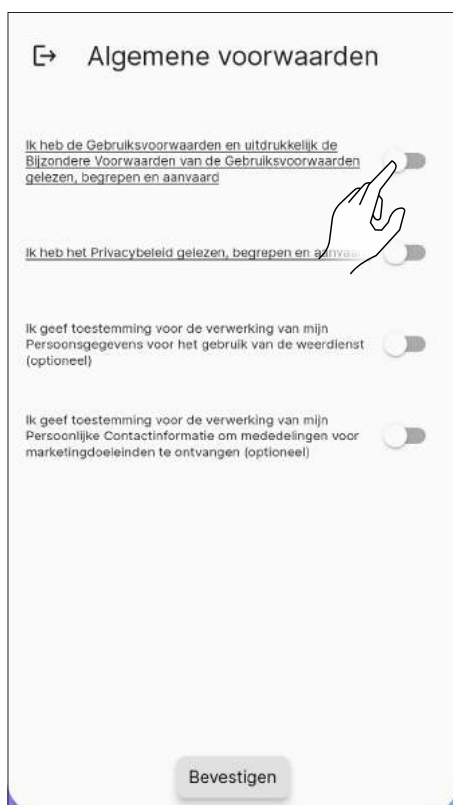 Algemene voorwaarden
Ik heb de Gebruiksvoorwaarden en uitdrukkelijk de
Bijzondere Voorwaarden van de Gebruiksvoorwaarden
gelezen, begrepen en aanvaard
Ik heb het Privacybeleid gelezen, begrepen en
Ik geef toestemming voor de verwerking van mijn
Persoonsgegevens voor het gebruik van de weerdienst
(optioneel)
Ik geef toestemming voor de verwerking van mijn
Persoonlijke Contactinformatie om mededelingen voor
marketingdoeleinden te ontvangen (optioneel)
Bevestigen